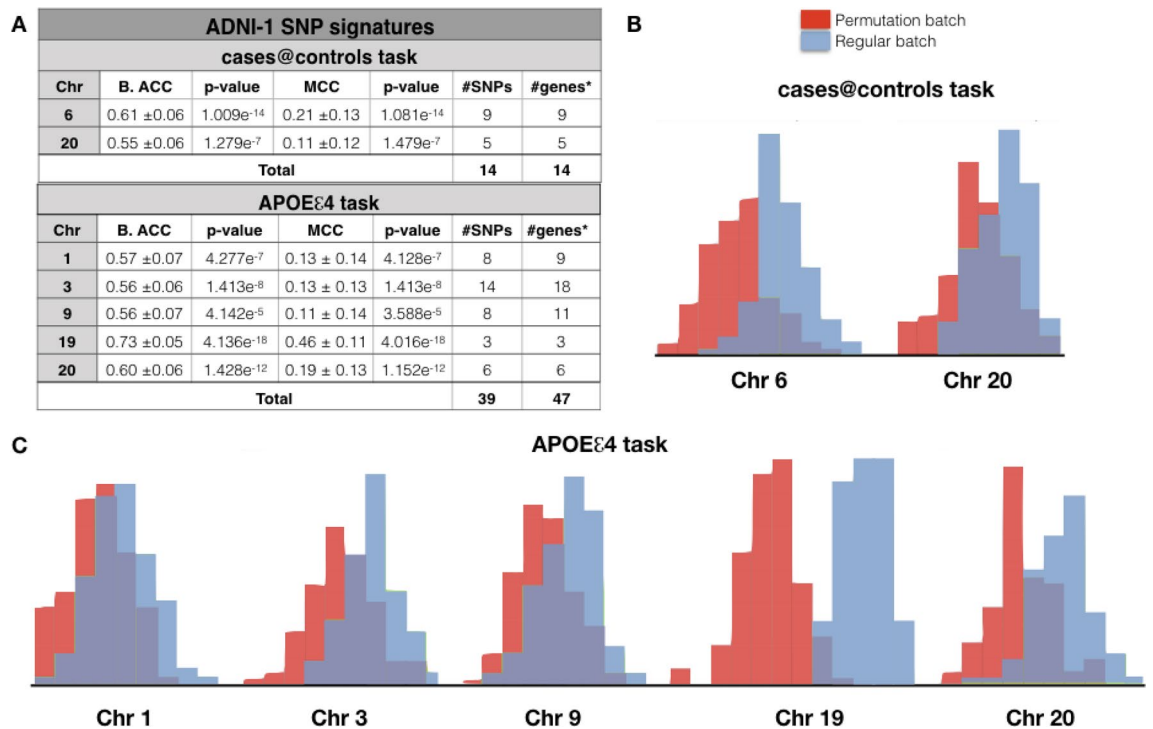 A
ADNI-1 SNP signatures
cases@controls task
Chr B. ACC p-value MCC p-value #SNPs #genes*
6 0.61 ±0.06 1.009e-14 0.21 ±0.13 1.081e-14 9 9
20 0.55 ±0.06 1.279e-7 0.11 ±0.12 1.479e-7 5 5
Total 14 14
APOEℇ4 task
Chr B. ACC p-value MCC p-value #SNPs #genes*
1 0.57 ±0.07 4.277e-7 0.13 ± 0.14 4.128e-7 8 9
3 0.56 ±0.06 1.413e-8 0.13 ± 0.13 1.413e-8 14 18
9 0.56 ±0.07 4.142e-5 0.11 ± 0.14 3.588e-5 8 11
19 0.73 ±0.05 4.136e-18 0.46 ± 0.11 4.016e-18 3 3
20 0.60 ±0.06 1.428e-12 0.19 ± 0.13 1.152e-12 6 6
Total 39 47
B
Permutation batch
Regular batch
cases@controls task
Chr 6 Chr 20
C
APOEℇ4 task
Chr 1 Chr 3 Chr 9 Chr 19 Chr 20